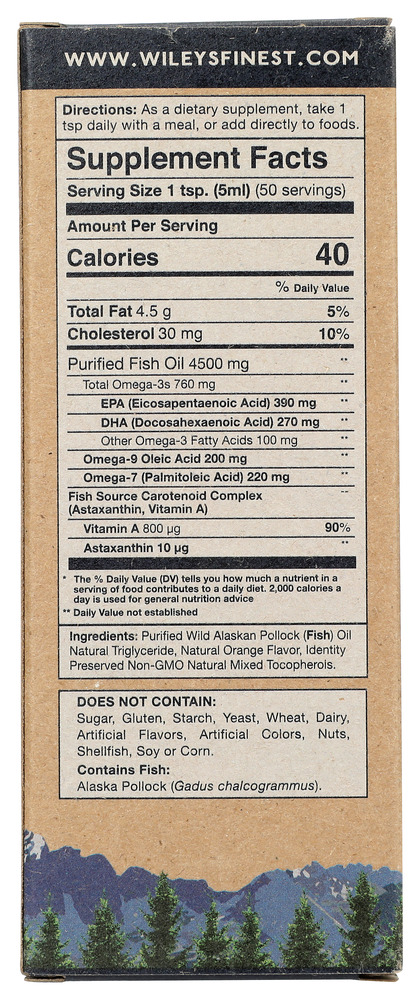 WWW.WILEYSFINEST.COM
Directions: As a dietary supplement, take 1
tsp daily with a meal, or add directly to foods.
Supplement Facts
Serving Size 1 tsp. (5ml) (50 servings)
Amount Per Serving
Calories 40
% Daily Value
Total Fat 4.5 g 5%
Cholesterol 30 mg 10%
Purified Fish Oil 4500 mg **
Total Omega-3s 760 mg **
EPA (Eicosapentaenoic Acid) 390 mg **
DHA (Docosahexaenoic Acid) 270 mg **
Other Omega-3 Fatty Acids 100 mg **
Omega-9 Oleic Acid 200 mg **
Omega-7 (Palmitoleic Acid) 220 mg **
Fish Source Carotenoid Complex **
(Astaxanthin, Vitamin A)
Vitamin A 800 µg 90%
Astaxanthin 10 µg **
* The % Daily Value (DV) tells you how much a nutrient in a
serving of food contributes to a daily diet. 2,000 calories a
day is used for general nutrition advice
** Daily Value not established
Ingredients: Purified Wild Alaskan Pollock (Fish) Oil
Natural Triglyceride, Natural Orange Flavor, Identity
Preserved Non-GMO Natural Mixed Tocopherols.
DOES NOT CONTAIN:
Sugar, Gluten, Starch, Yeast, Wheat, Dairy,
Artificial Flavors, Artificial Colors, Nuts,
Shellfish, Soy or Corn.
Contains Fish:
Alaska Pollock (Gadus chalcogrammus).